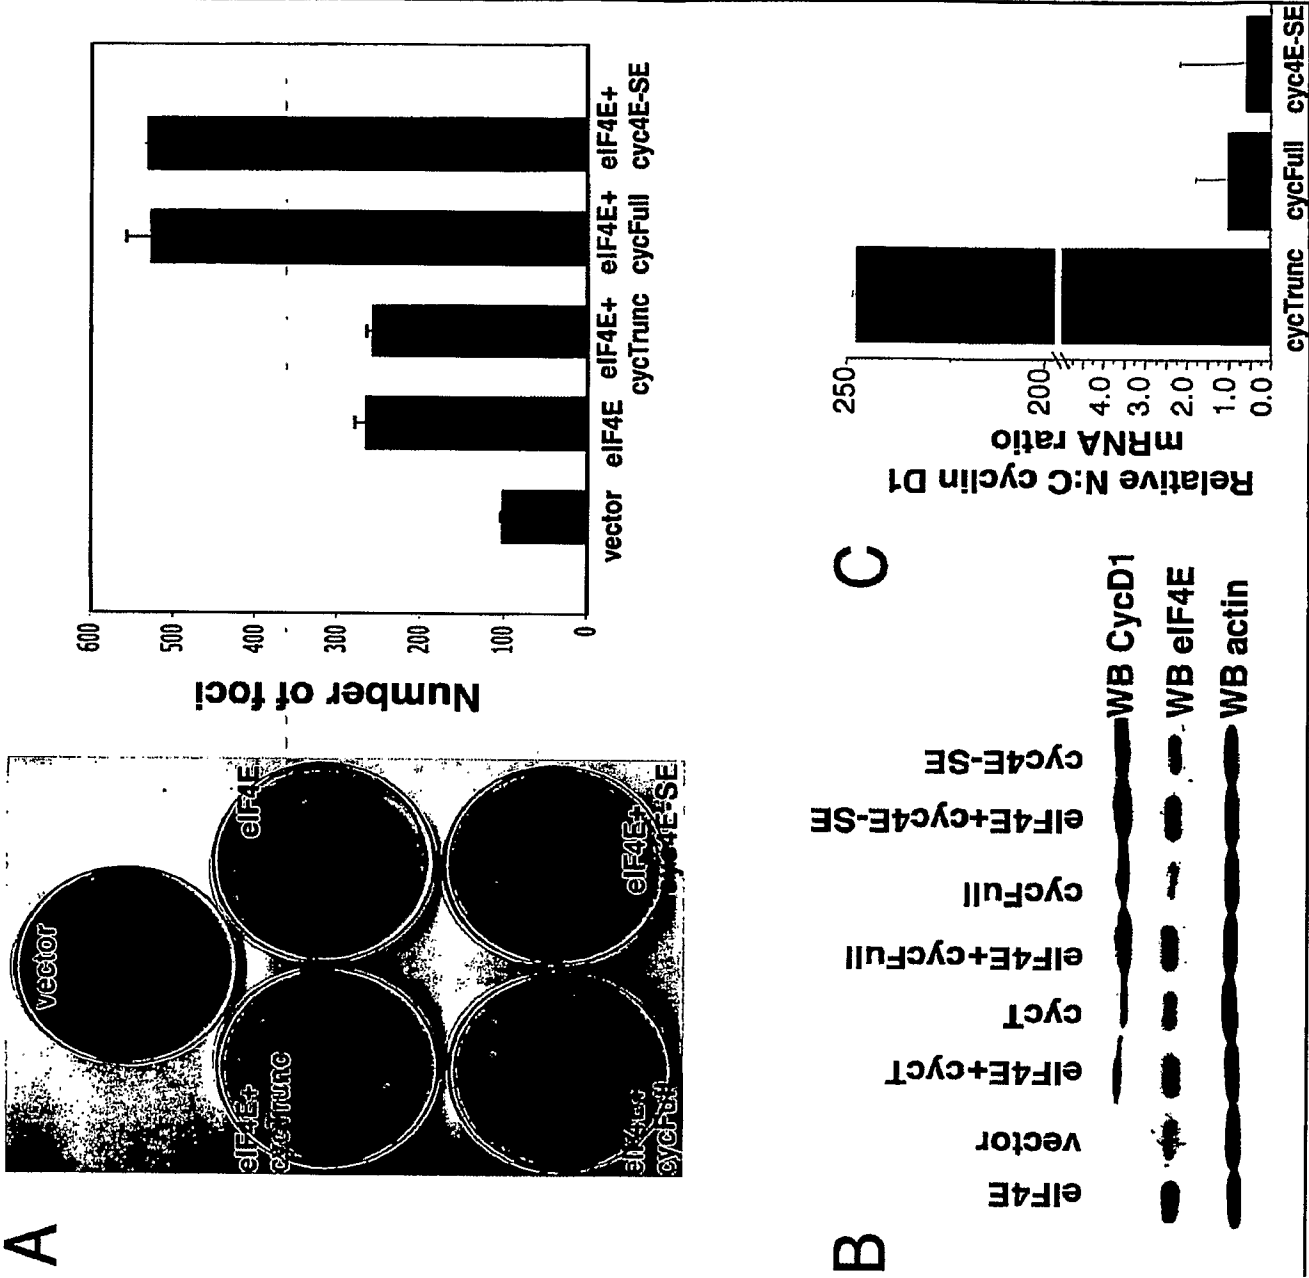 A
vector
eIF4E
eIF4E+
cycTrunc
eIF4E+
cycFull
eIF4E+
cyc4E-SE
Number of foci
600
500
400
300
200
100
0
vector
eIF4E
eIF4E+
cycTrunc
eIF4E+
cycFull
eIF4E+
cyc4E-SE
B
eIF4E
vector
eIF4E+cycT
cycT
eIF4E+cycFull
cycFull
eIF4E+cyc4E-SE
cyc4E-SE
WB CycD1
WB eIF4E
WB actin
C
Relative N:C cyclin D1
mRNA ratio
250
200
4.0
3.0
2.0
1.0
0.0
cycTrunc
cycFull
cyc4E-SE